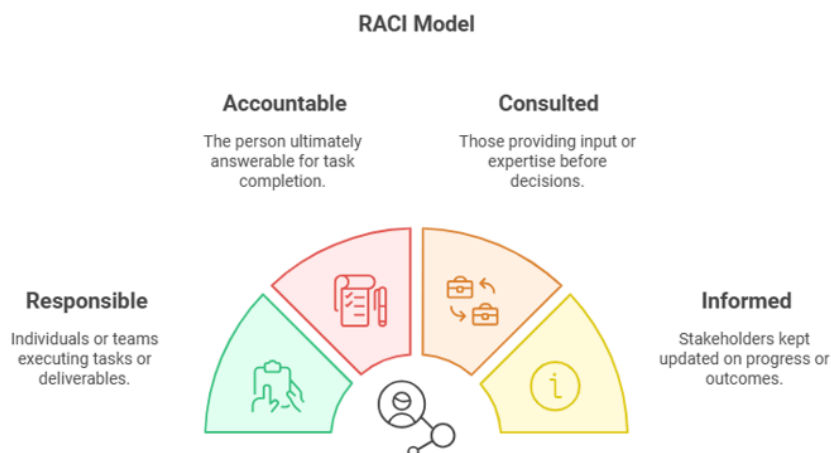 RACI Model
Accountable
The person ultimately
answerable for task
completion.
Consulted
Those providing input or
expertise before
decisions.
Responsible
Individuals or teams
executing tasks or
deliverables.
Informed
Stakeholders kept
updated on progress or
outcomes.